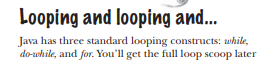 Looping and looping and...
Java has three standard looping constructs: while,
do-while, and for. You'll get the full loop scoop later